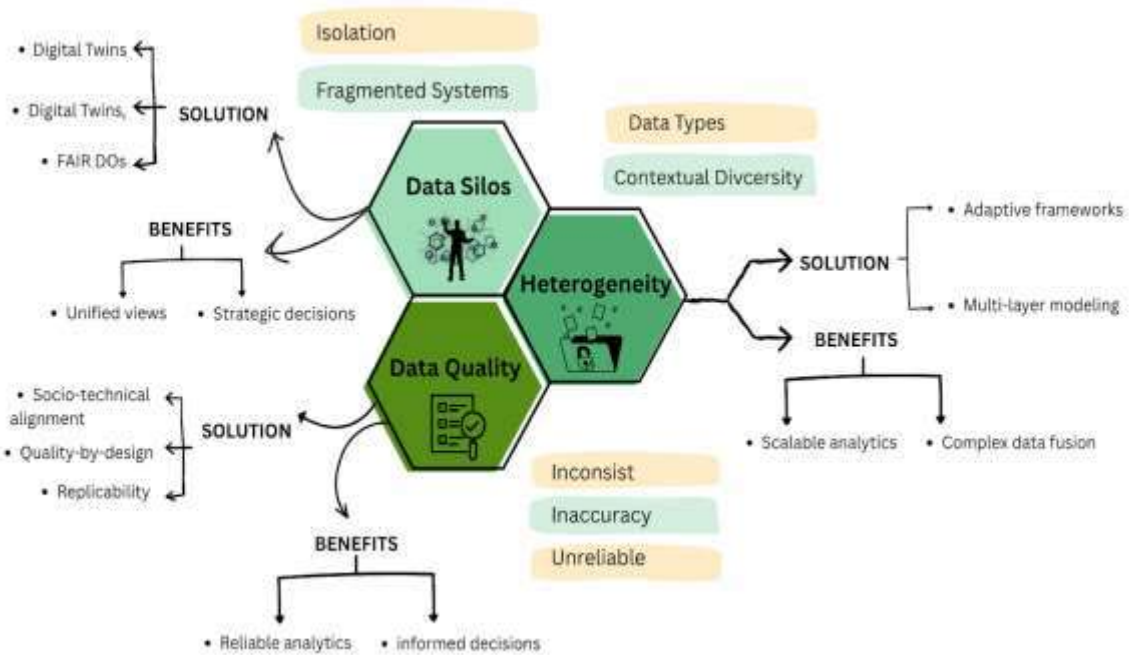 Isolation
Fragmented Systems
• Digital Twins
• Digital Twins,
• FAIR DOs
SOLUTION
Data Silos
BENEFITS
• Unified views
• Strategic decisions
Data Types
Contextual Divcersity
Heterogeneity
SOLUTION
• Adaptive frameworks
• Multi-layer modeling
BENEFITS
• Scalable analytics
• Complex data fusion
Data Quality
• Socio-technical
alignment
• Quality-by-design
• Replicability
SOLUTION
Inconsist
Inaccuracy
Unreliable
BENEFITS
• Reliable analytics
• informed decisions